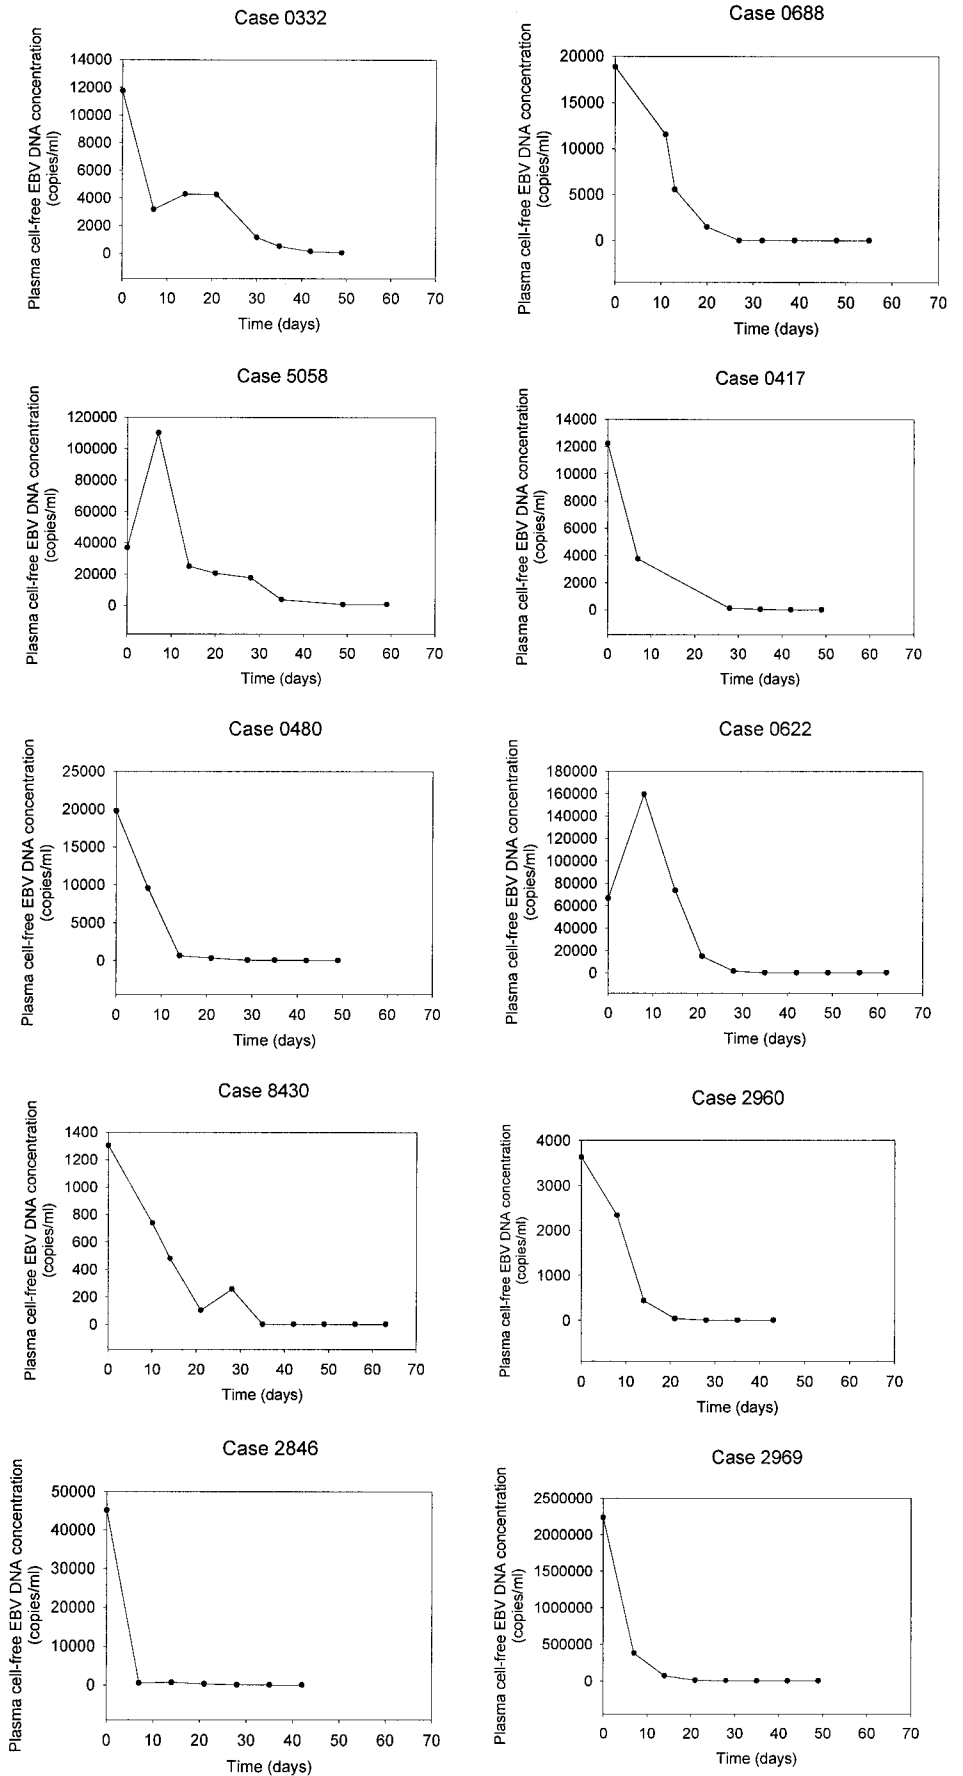 Case 0332
Plasma cell-free EBV DNA concentration
(copies/ml)
14000
12000
10000
8000
6000
4000
2000
0
0 10 20 30 40 50 60 70
Time (days)
Case 0688
Plasma cell-free EBV DNA concentration
(copies/ml)
20000
15000
10000
5000
0
0 10 20 30 40 50 60 70
Time (days)
Case 5058
Plasma cell-free EBV DNA concentration
(copies/ml)
120000
100000
80000
60000
40000
20000
0
0 10 20 30 40 50 60 70
Time (days)
Case 0417
Plasma cell-free EBV DNA concentration
(copies/ml)
14000
12000
10000
8000
6000
4000
2000
0
0 10 20 30 40 50 60 70
Time (days)
Case 0480
Plasma cell-free EBV DNA concentration
(copies/ml)
25000
20000
15000
10000
5000
0
0 10 20 30 40 50 60 70
Time (days)
Case 0622
Plasma cell-free EBV DNA concentration
(copies/ml)
180000
160000
140000
120000
100000
80000
60000
40000
20000
0
0 10 20 30 40 50 60 70
Time (days)
Case 8430
Plasma cell-free EBV DNA concentration
(copies/ml)
1400
1200
1000
800
600
400
200
0
0 10 20 30 40 50 60 70
Time (days)
Case 2960
Plasma cell-free EBV DNA concentration
(copies/ml)
4000
3000
2000
1000
0
0 10 20 30 40 50 60 70
Time (days)
Case 2846
Plasma cell-free EBV DNA concentration
(copies/ml)
50000
40000
30000
20000
10000
0
0 10 20 30 40 50 60 70
Time (days)
Case 2969
Plasma cell-free EBV DNA concentration
(copies/ml)
2500000
2000000
1500000
1000000
500000
0
0 10 20 30 40 50 60 70
Time (days)